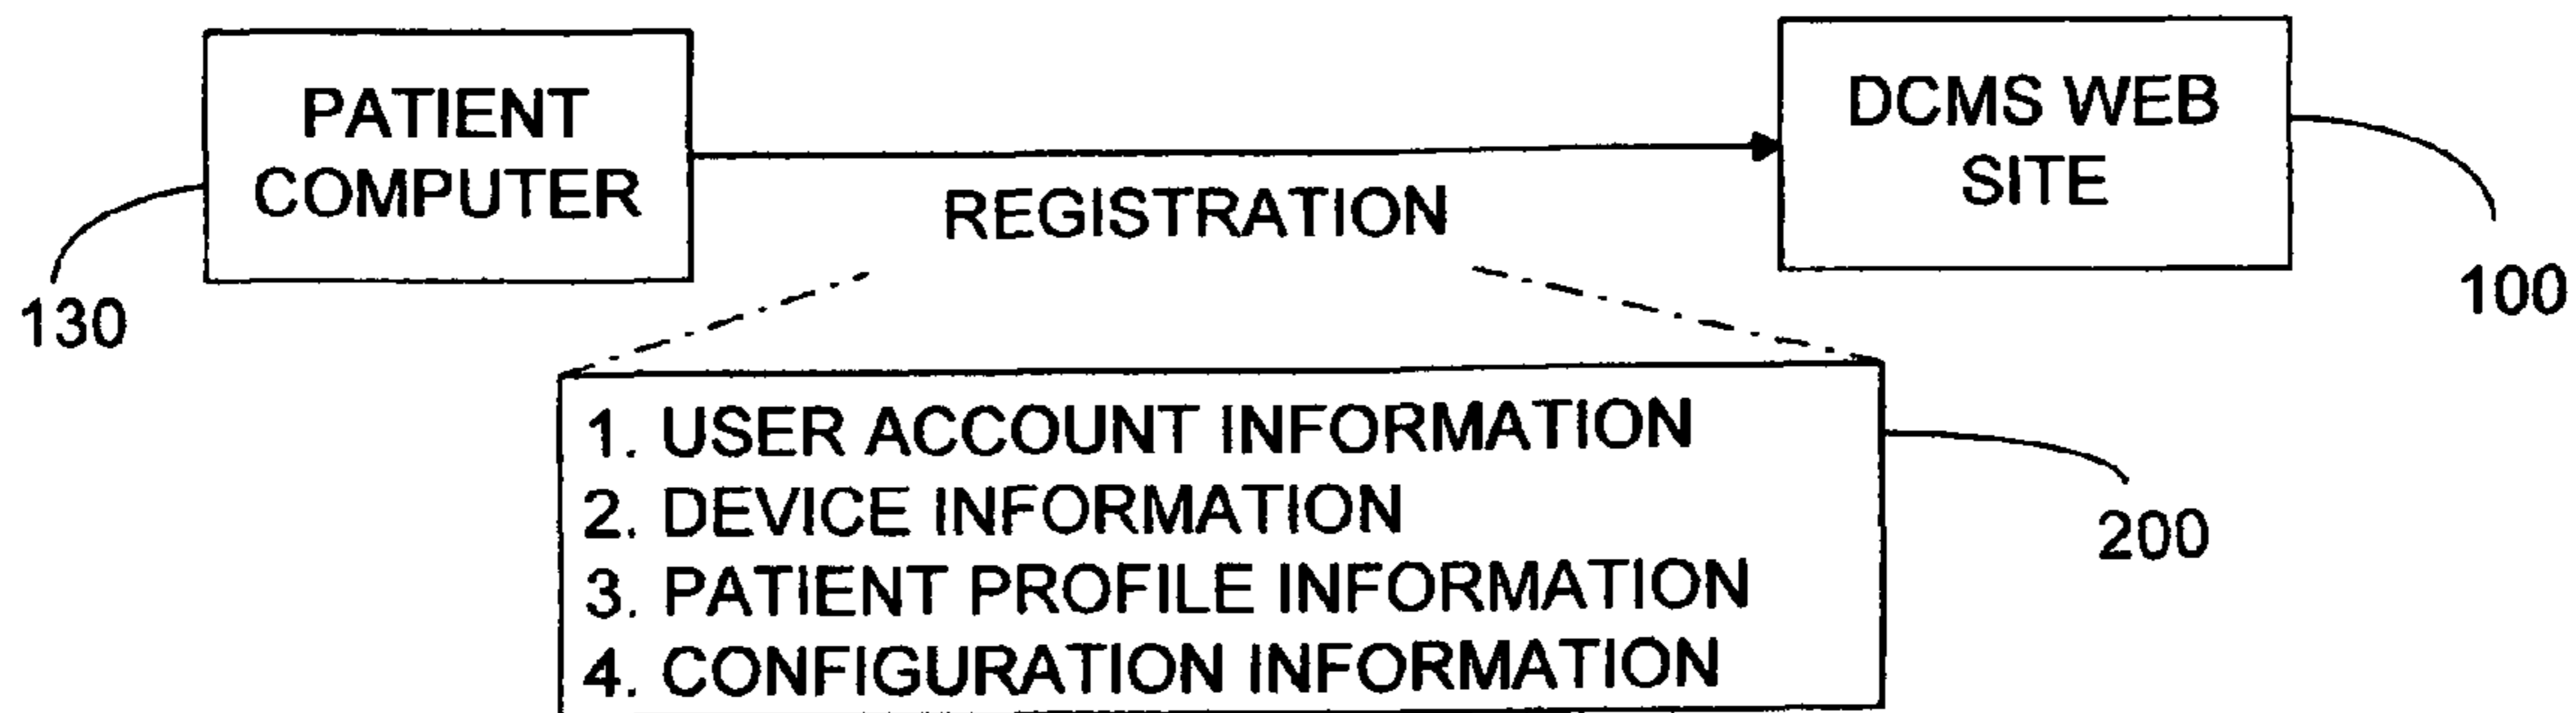 PATIENT
COMPUTER
130
REGISTRATION
DCMS WEB
SITE
100
1. USER ACCOUNT INFORMATION
2. DEVICE INFORMATION
3. PATIENT PROFILE INFORMATION
4. CONFIGURATION INFORMATION
200